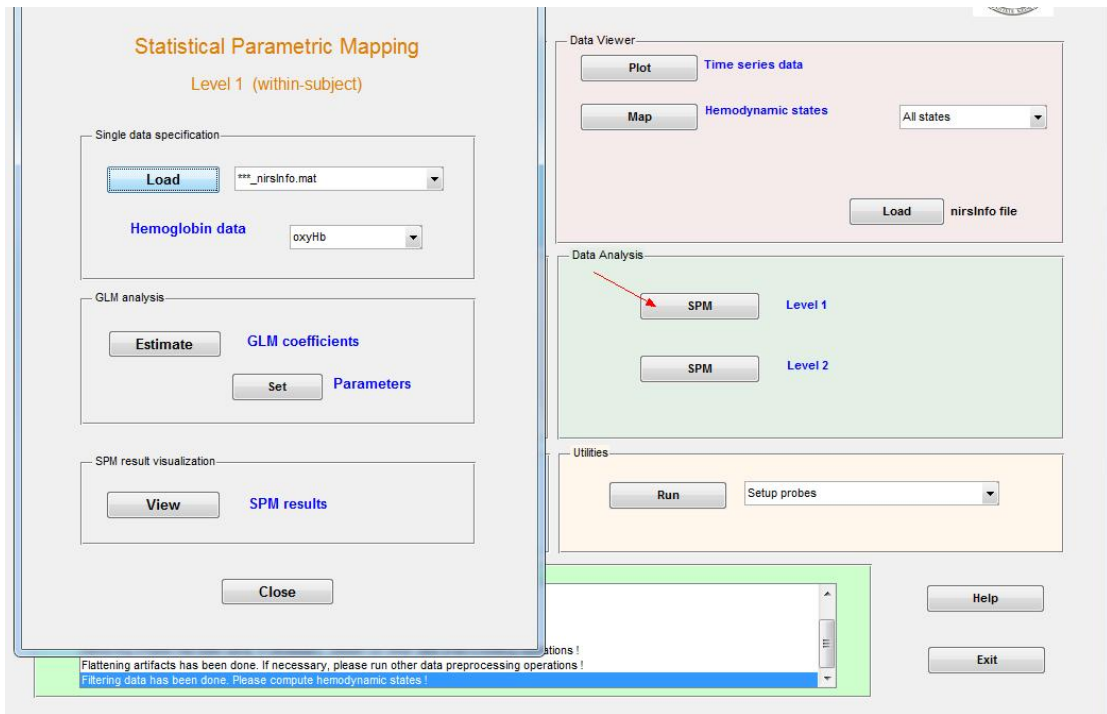 Statistical Parametric Mapping
Level 1 (within-subject)
Single data specification
Load
***_nirsInfo.mat
Hemoglobin data
oxyHb
GLM analysis
Estimate
GLM coefficients
Set
Parameters
SPM result visualization
View
SPM results
Close
Data Viewer
Plot
Time series data
Map
Hemodynamic states
All states
Load
nirsInfo file
Data Analysis
SPM
Level 1
SPM
Level 2
Utilities
Run
Setup probes
ations !
Flattening artifacts has been done. If necessary, please run other data preprocessing operations !
Filtering data has been done. Please compute hemodynamic states !
Help
Exit